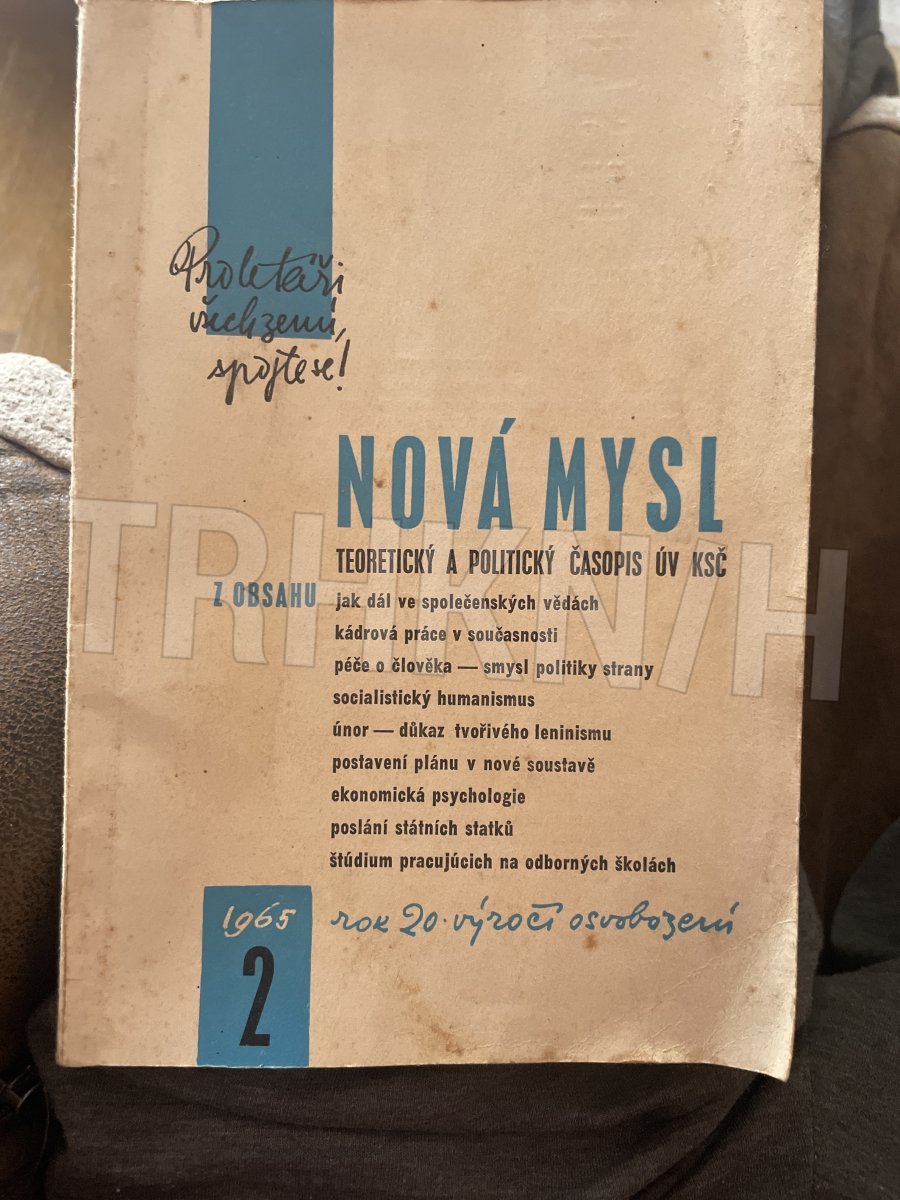 Proletáři
všech zemí,
spojte se!
NOVÁ MYSL
TEORETICKÝ A POLITICKÝ ČASOPIS ÚV KSČ
Z OBSAHU
jak dál ve společenských vědách
kádrová práce v současnosti
péče o člověka — smysl politiky strany
socialistický humanismus
únor — důkaz tvořivého leninismu
postavení plánu v nové soustavě
ekonomická psychologie
poslání státních statků
štúdium pracujúcich na odborných školách
1965
rok 20. výročí osvobození
2
TRHKNIH